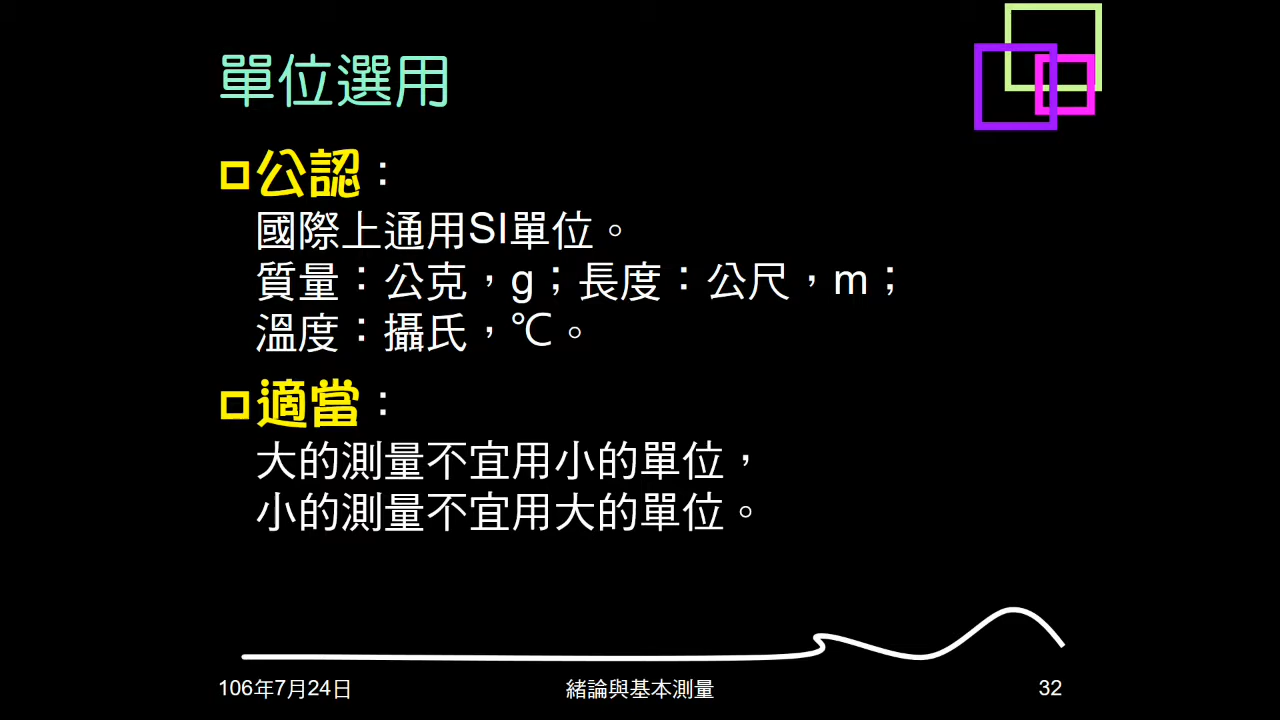 單位選用
公認：
國際上通用SI單位。
質量：公克，g；長度：公尺，m；
溫度：攝氏，℃。
適當：
大的測量不宜用小的單位，
小的測量不宜用大的單位。
106年7月24日
緒論與基本測量
32